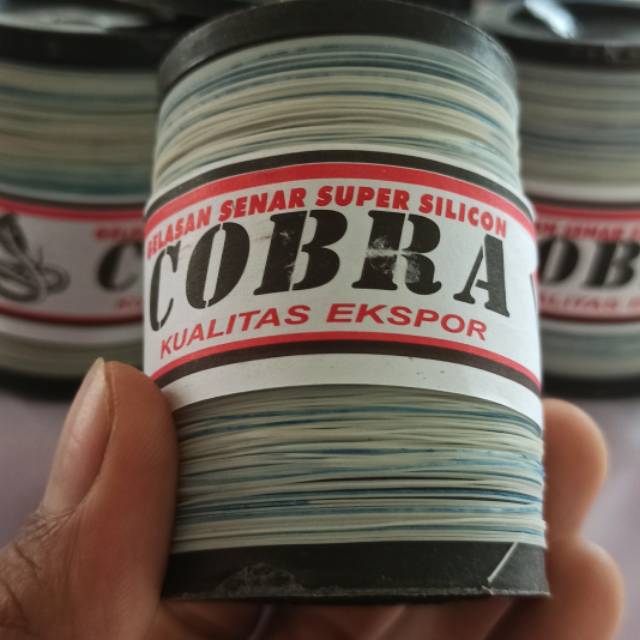 GELASAN SENAR SUPER SILICON
COBRA
KUALITAS EKSPOR